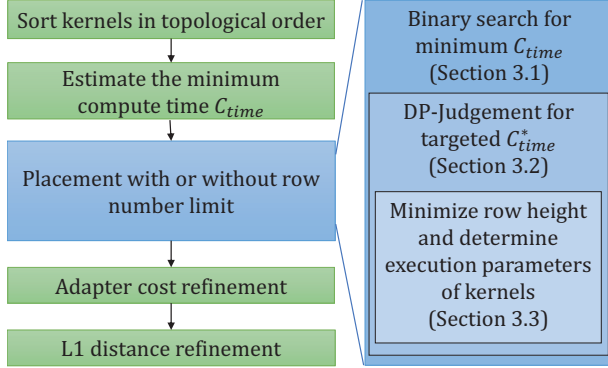 Sort kernels in topological order
Estimate the minimum
compute time C_time
Placement with or without row
number limit
Adapter cost refinement
L1 distance refinement
Binary search for
minimum C_time
(Section 3.1)
DP-Judgement for
targeted C*_time
(Section 3.2)
Minimize row height
and determine
execution parameters
of kernels
(Section 3.3)